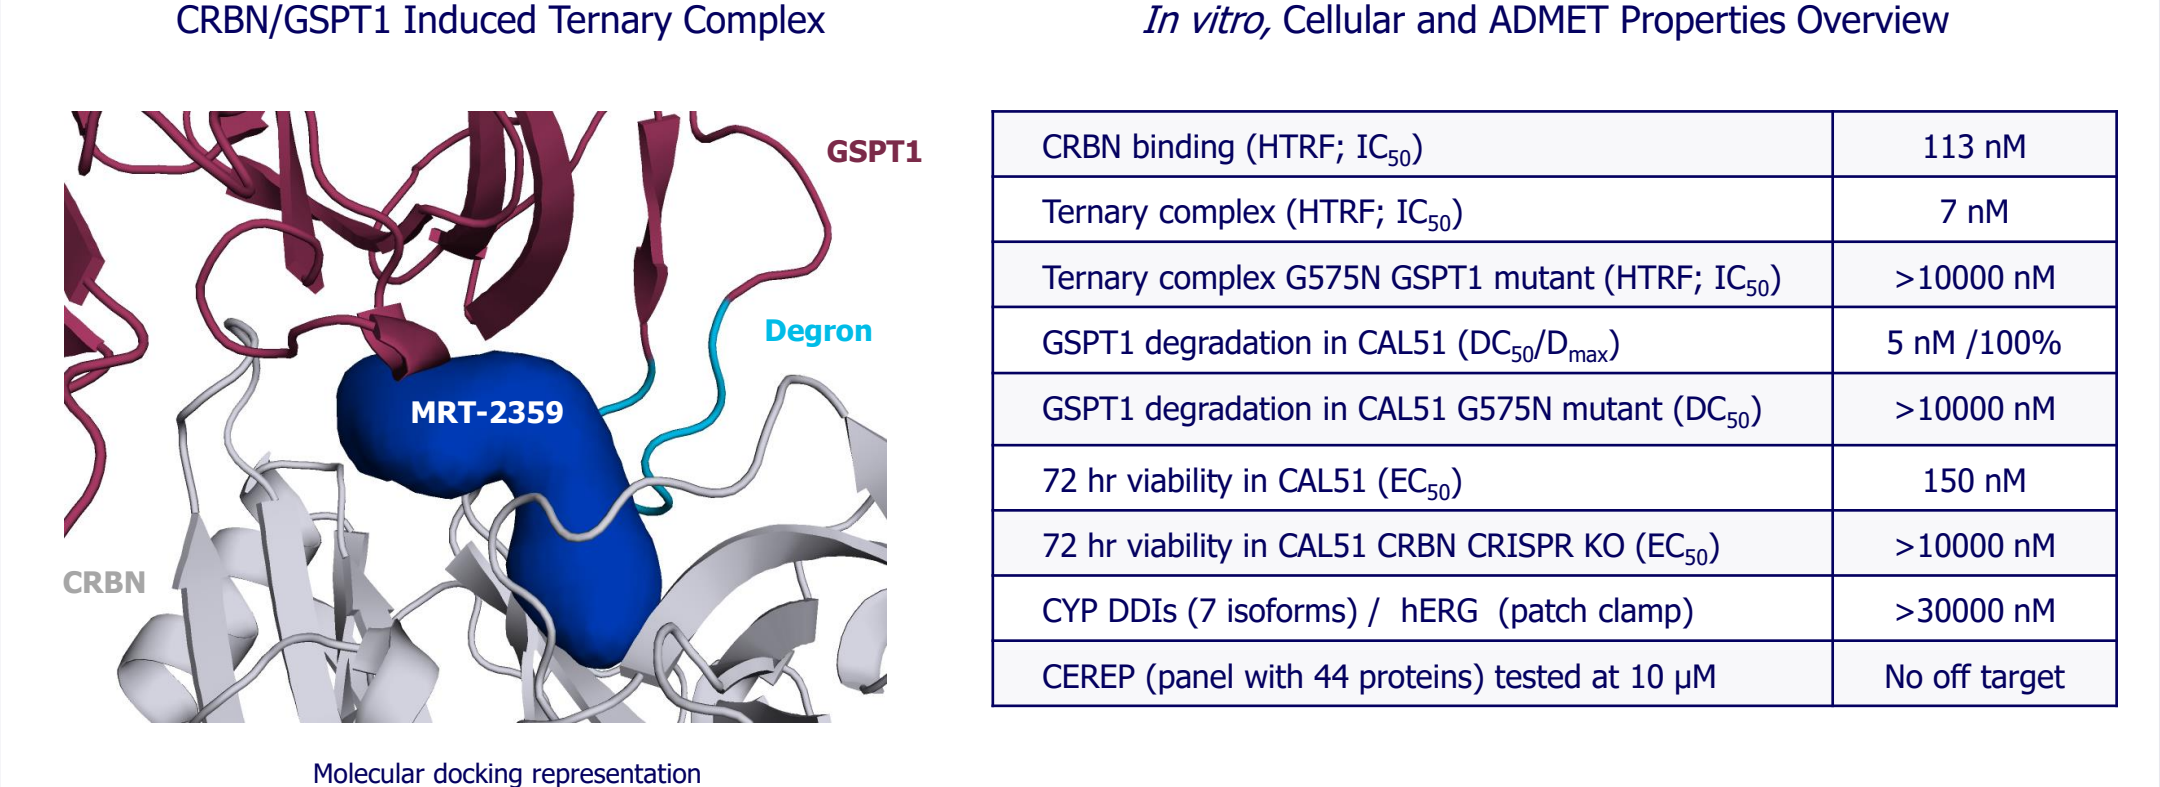 CRBN/GSPT1 Induced Ternary Complex
GSPT1
Degron
MRT-2359
CRBN
Molecular docking representation
In vitro, Cellular and ADMET Properties Overview
CRBN binding (HTRF; IC50) 113 nM
Ternary complex (HTRF; IC50) 7 nM
Ternary complex G575N GSPT1 mutant (HTRF; IC50) >10000 nM
GSPT1 degradation in CAL51 (DC50/Dmax) 5 nM /100%
GSPT1 degradation in CAL51 G575N mutant (DC50) >10000 nM
72 hr viability in CAL51 (EC50) 150 nM
72 hr viability in CAL51 CRBN CRISPR KO (EC50) >10000 nM
CYP DDIs (7 isoforms) / hERG (patch clamp) >30000 nM
CEREP (panel with 44 proteins) tested at 10 µM No off target